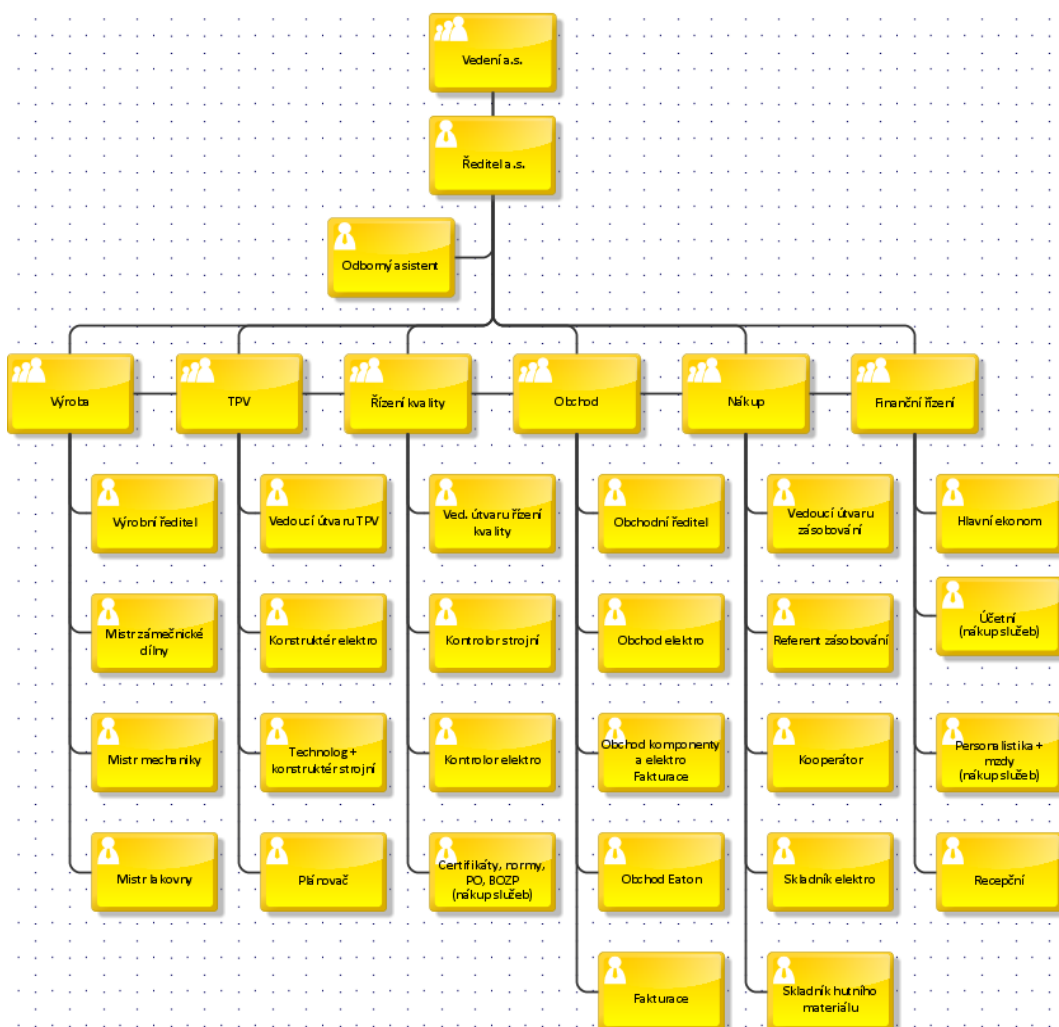 Vedení a.s.
Ředitel a.s.
Odborný asistent
Výroba
TPV
Řízení kvality
Obchod
Nákup
Finanční řízení
Výrobní ředitel
Vedoucí útvaru TPV
Ved. útvaru řízení
kvality
Obchodní ředitel
Vedoucí útvaru
zásobování
Hlavní ekonom
Mistr zámečnické
dílny
Konstruktér elektro
Kontrolor strojní
Obchod elektro
Referent zásobování
Účetní
(nákup služeb)
Mistr mechaniky
Technolog +
konstruktér strojní
Kontrolor elektro
Obchod komponenty
a elektro
Fakturace
Kooperátor
Personalistika +
mzdy
(nákup služeb)
Mistr lakovny
Plánovač
Certifikáty, normy,
PO, BOZP
(nákup služeb)
Obchod Eaton
Skladník elektro
Recepční
Fakturace
Skladník hutního
materiálu